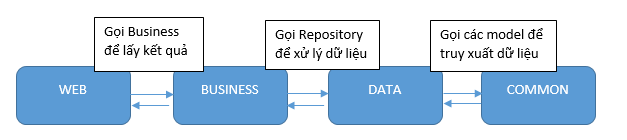 Gọi Business
để lấy kết quả
Gọi Repository
để xử lý dữ liệu
Gọi các model để
truy xuất dữ liệu
WEB
BUSINESS
DATA
COMMON